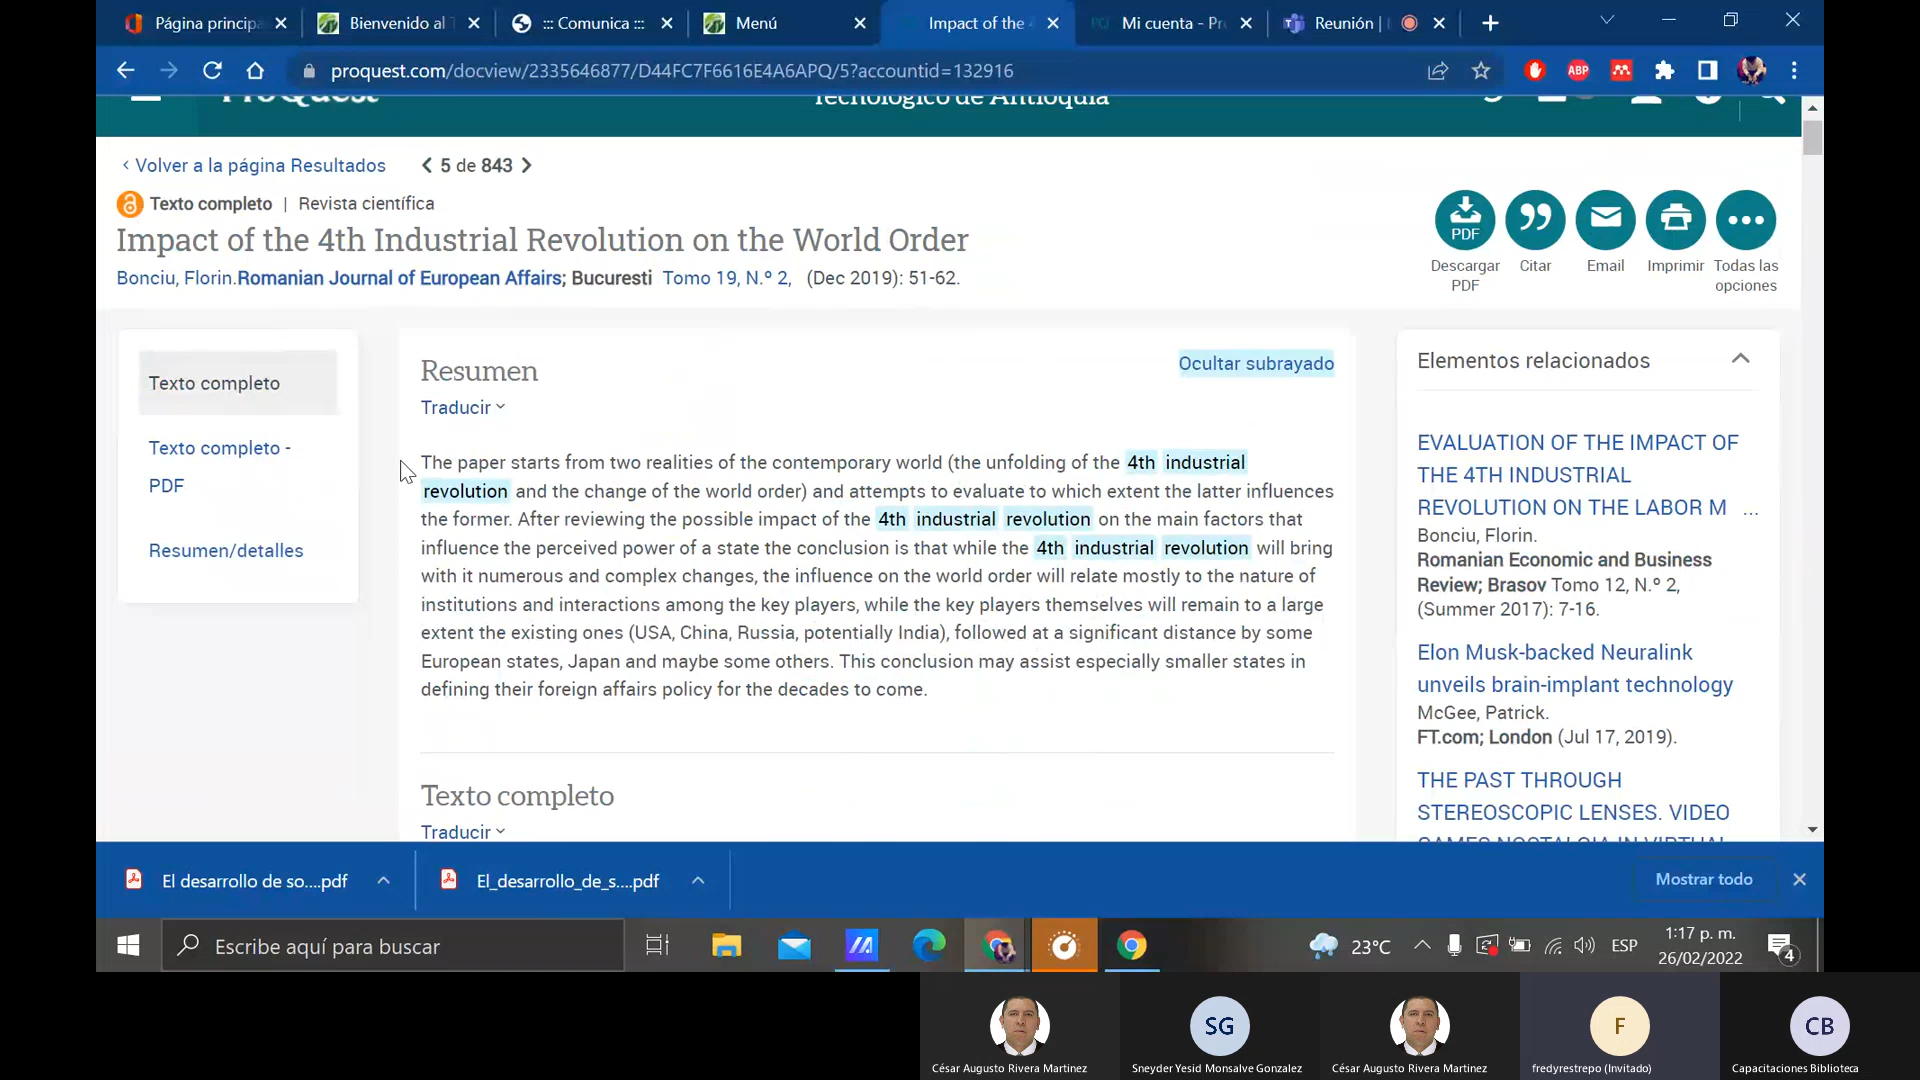 Página principa
Bienvenido al T
::: Comunica :::
Menú
Impact of the 4
Mi cuenta - Pr
Reunión |
proquest.com/docview/2335646877/D44FC7F6616E4A6APQ/5?accountid=132916
ABP
ProQuest
Tecnológico de Antioquia
Volver a la página Resultados
5 de 843
Texto completo | Revista científica
Impact of the 4th Industrial Revolution on the World Order
Bonciu, Florin.Romanian Journal of European Affairs; Bucuresti Tomo 19, N.º 2, (Dec 2019): 51-62.
PDF
Descargar
PDF
Citar
Email
Imprimir
Todas las
opciones
Texto completo
Texto completo -
PDF
Resumen/detalles
Resumen
Ocultar subrayado
Traducir
The paper starts from two realities of the contemporary world (the unfolding of the 4th industrial
revolution and the change of the world order) and attempts to evaluate to which extent the latter influences
the former. After reviewing the possible impact of the 4th industrial revolution on the main factors that
influence the perceived power of a state the conclusion is that while the 4th industrial revolution will bring
with it numerous and complex changes, the influence on the world order will relate mostly to the nature of
institutions and interactions among the key players, while the key players themselves will remain to a large
extent the existing ones (USA, China, Russia, potentially India), followed at a significant distance by some
European states, Japan and maybe some others. This conclusion may assist especially smaller states in
defining their foreign affairs policy for the decades to come.
Texto completo
Traducir
Elementos relacionados
EVALUATION OF THE IMPACT OF
THE 4TH INDUSTRIAL
REVOLUTION ON THE LABOR M ...
Bonciu, Florin.
Romanian Economic and Business
Review; Brasov Tomo 12, N.º 2,
(Summer 2017): 7-16.
Elon Musk-backed Neuralink
unveils brain-implant technology
McGee, Patrick.
FT.com; London (Jul 17, 2019).
THE PAST THROUGH
STEREOSCOPIC LENSES. VIDEO
GAMES NOSTALGIA IN VIRTUAL
El desarrollo de so....pdf
El_desarrollo_de_s....pdf
Mostrar todo
Escribe aquí para buscar
23°C
ESP
1:17 p. m.
26/02/2022
4
SG
F
CB
César Augusto Rivera Martinez
Sneyder Yesid Monsalve Gonzalez
César Augusto Rivera Martinez
fredyrestrepo (Invitado)
Capacitaciones Biblioteca